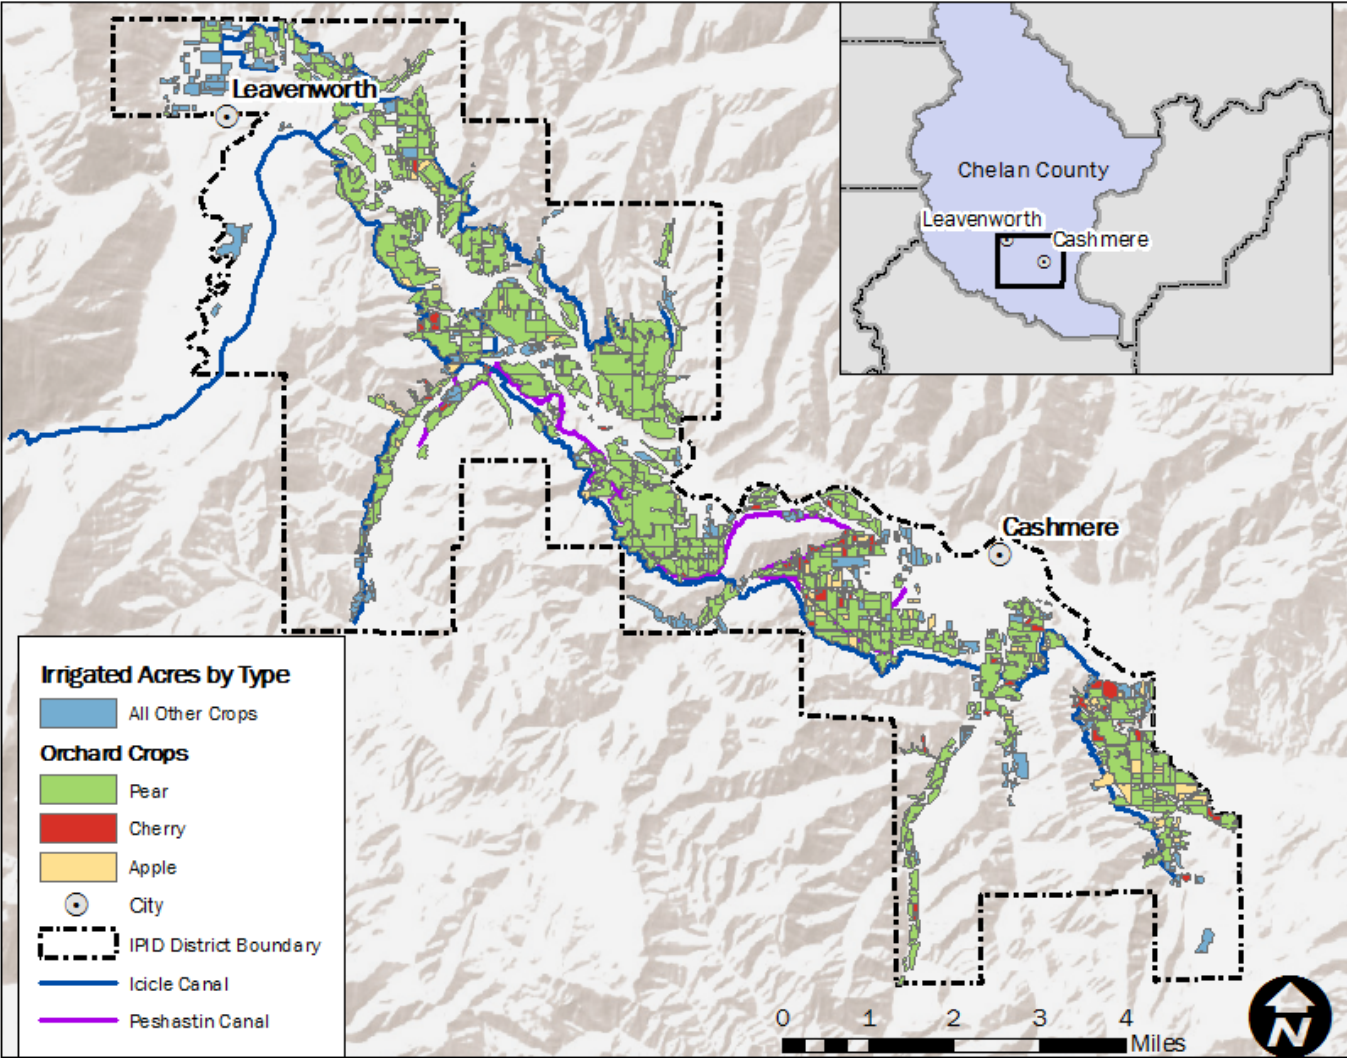 Leavenworth
Chelan County
Leavenworth
Cashmere
Cashmere
Irrigated Acres by Type
All Other Crops
Orchard Crops
Pear
Cherry
Apple
City
IPID District Boundary
Icicle Canal
Peshastin Canal
0 1 2 3 4
Miles
N